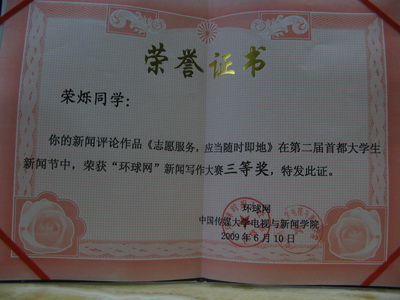 荣誉证书
荣烁同学：
你的新闻评论作品《志愿服务，应当随时即地》在第二届首都大学生
新闻节中，荣获“环球网”新闻写作大赛三等奖，特发此证。
环球网
中国传媒大学电视与新闻学院
2009年6月10日